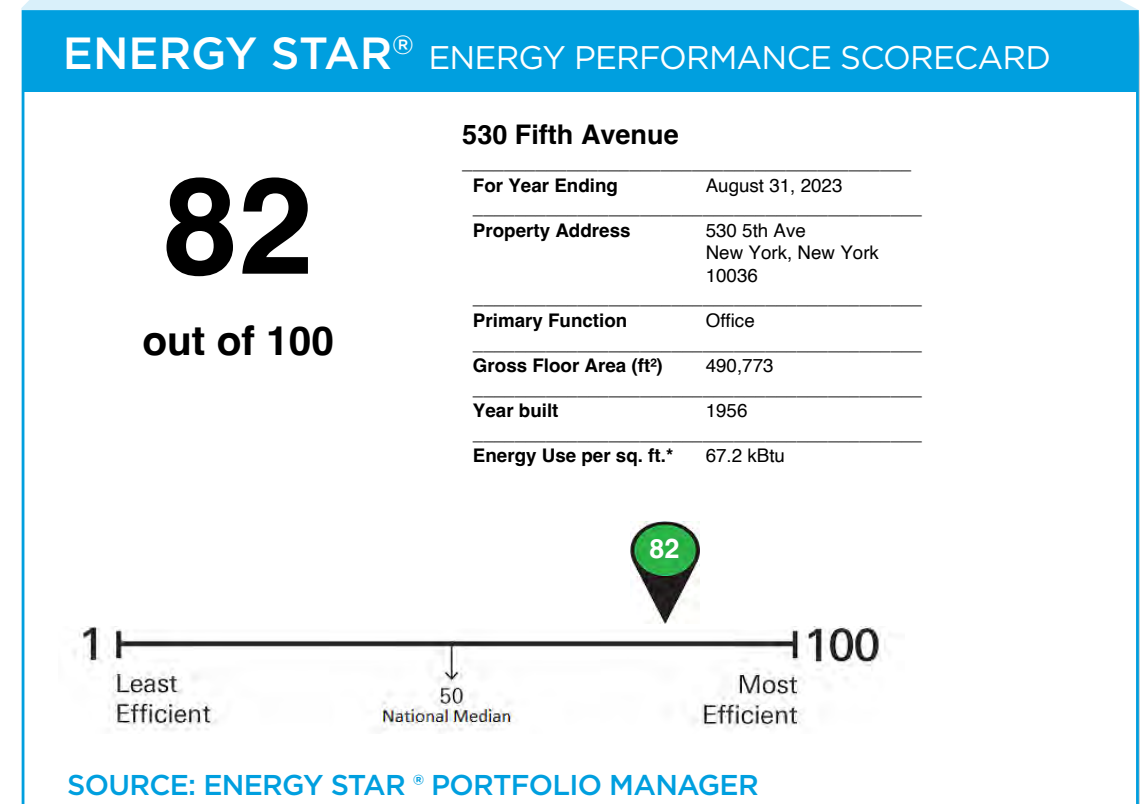 ENERGY STAR® ENERGY PERFORMANCE SCORECARD
82
out of 100
530 Fifth Avenue
For Year Ending August 31, 2023
Property Address 530 5th Ave
New York, New York
10036
Primary Function Office
Gross Floor Area (ft²) 490,773
Year built 1956
Energy Use per sq. ft.* 67.2 kBtu
82
1 100
Least
Efficient
50
National Median
Most
Efficient
SOURCE: ENERGY STAR ® PORTFOLIO MANAGER